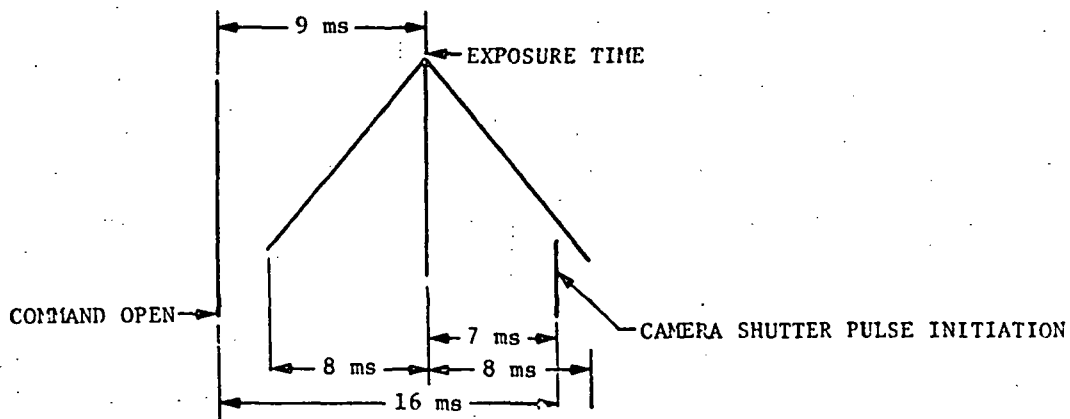 9 ms
EXPOSURE TIME
COMMAND OPEN
CAMERA SHUTTER PULSE INITIATION
7 ms
8 ms
8 ms
16 ms